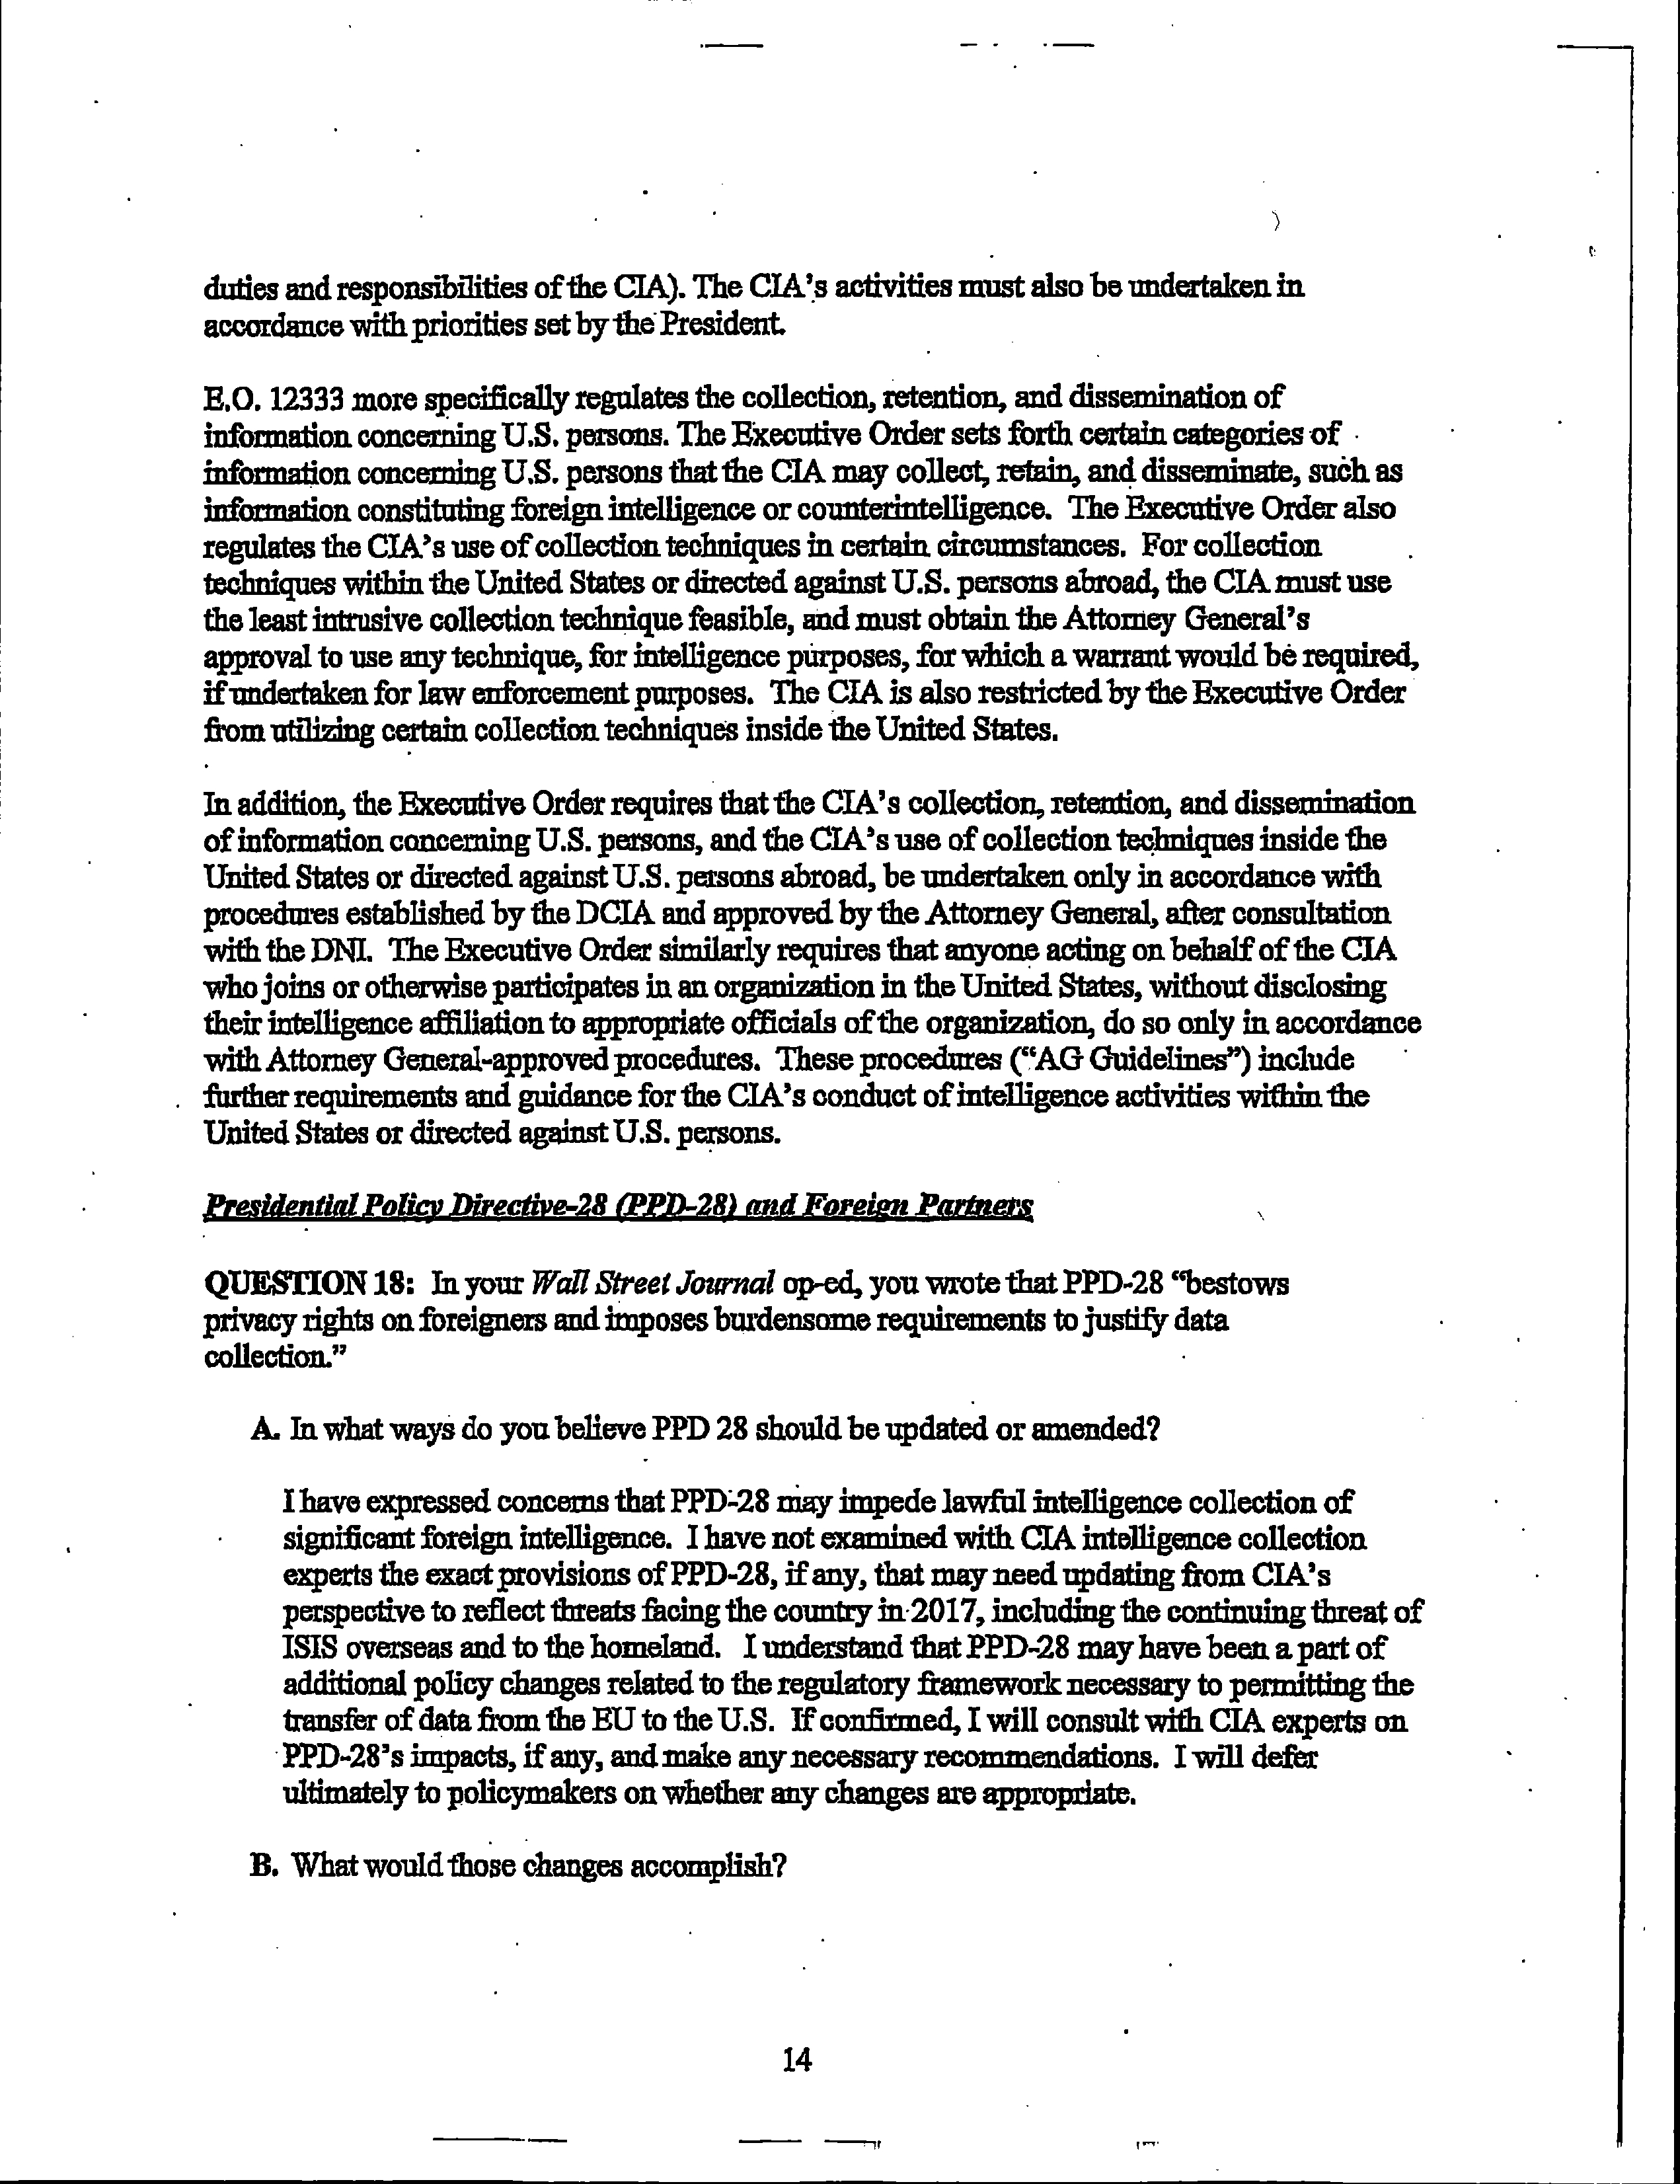 duties and responsibilities of the CIA). The CIA's activities must also be undertaken in
accordance with priorities set by the President.
E.O. 12333 more specifically regulates the collection, retention, and dissemination of
information concerning U.S. persons. The Executive Order sets forth certain categories of
information concerning U.S. persons that the CIA may collect, retain, and disseminate, such as
information constituting foreign intelligence or counterintelligence. The Executive Order also
regulates the CIA's use of collection techniques in certain circumstances. For collection
techniques within the United States or directed against U.S. persons abroad, the CIA must use
the least intrusive collection technique feasible, and must obtain the Attorney General's
approval to use any technique, for intelligence purposes, for which a warrant would be required,
if undertaken for law enforcement purposes. The CIA is also restricted by the Executive Order
from utilizing certain collection techniques inside the United States.
In addition, the Executive Order requires that the CIA's collection, retention, and dissemination
of information concerning U.S. persons, and the CIA's use of collection techniques inside the
United States or directed against U.S. persons abroad, be undertaken only in accordance with
procedures established by the DCIA and approved by the Attorney General, after consultation
with the DNI. The Executive Order similarly requires that anyone acting on behalf of the CIA
who joins or otherwise participates in an organization in the United States, without disclosing
their intelligence affiliation to appropriate officials of the organization, do so only in accordance
with Attorney General-approved procedures. These procedures ("AG Guidelines") include
further requirements and guidance for the CIA's conduct of intelligence activities within the
United States or directed against U.S. persons.
Presidential Policy Directive-28 (PPD-28) and Foreign Partners
QUESTION 18: In your Wall Street Journal op-ed, you wrote that PPD-28 "bestows
privacy rights on foreigners and imposes burdensome requirements to justify data
collection."
A. In what ways do you believe PPD 28 should be updated or amended?
I have expressed concerns that PPD-28 may impede lawful intelligence collection of
significant foreign intelligence. I have not examined with CIA intelligence collection
experts the exact provisions of PPD-28, if any, that may need updating from CIA's
perspective to reflect threats facing the country in 2017, including the continuing threat of
ISIS overseas and to the homeland. I understand that PPD-28 may have been a part of
additional policy changes related to the regulatory framework necessary to permitting the
transfer of data from the EU to the U.S. If confirmed, I will consult with CIA experts on
PPD-28's impacts, if any, and make any necessary recommendations. I will defer
ultimately to policymakers on whether any changes are appropriate.
B. What would those changes accomplish?
14